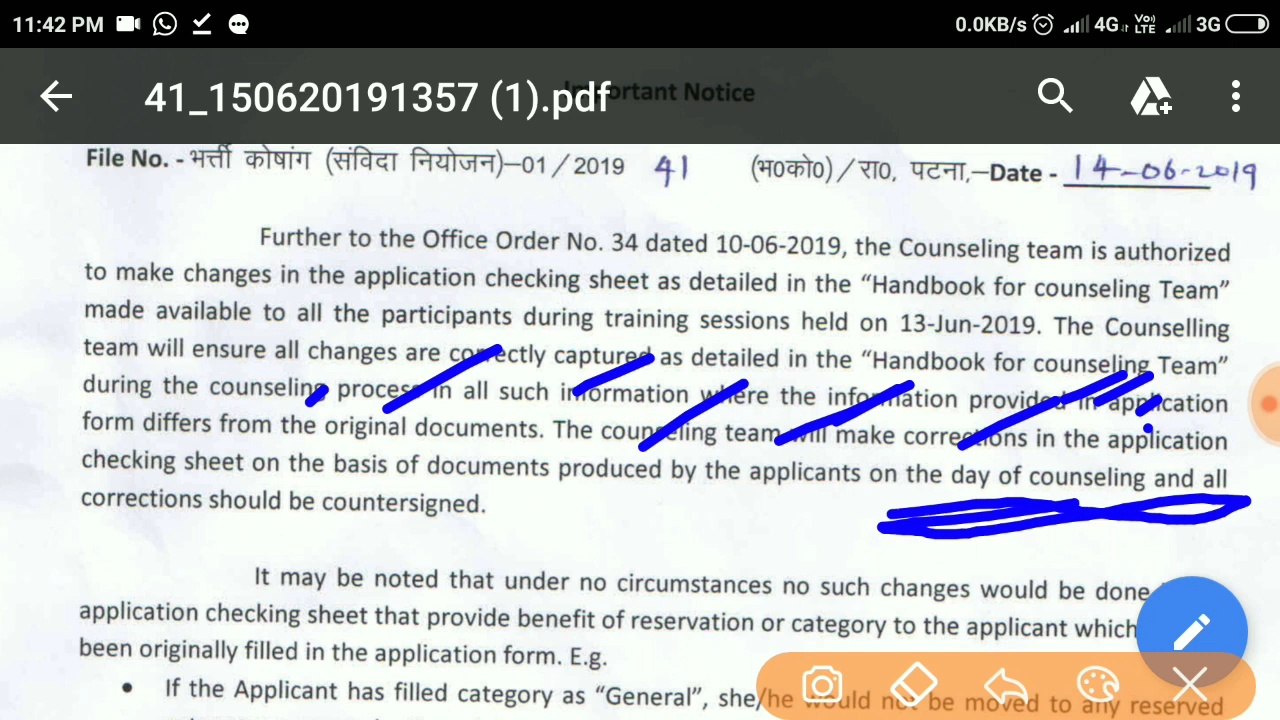 11:42 PM 0.0KB/s 4G VoD LTE 3G
41_150620191357 (1).pdf
Important Notice
File No. - भर्त्ती कोषांग (संविदा नियोजन)–01 / 2019 41 (भ0को0) / रा0, पटना,–Date - 14-06-2019
Further to the Office Order No. 34 dated 10-06-2019, the Counseling team is authorized
to make changes in the application checking sheet as detailed in the “Handbook for counseling Team”
made available to all the participants during training sessions held on 13-Jun-2019. The Counselling
team will ensure all changes are correctly captured as detailed in the “Handbook for counseling Team”
during the counseling process in all such information where the information provided in application
form differs from the original documents. The counseling team will make corrections in the application
checking sheet on the basis of documents produced by the applicants on the day of counseling and all
corrections should be countersigned.
It may be noted that under no circumstances no such changes would be done
application checking sheet that provide benefit of reservation or category to the applicant which
been originally filled in the application form. E.g.
• If the Applicant has filled category as “General”, she/he would not be moved to any reserved